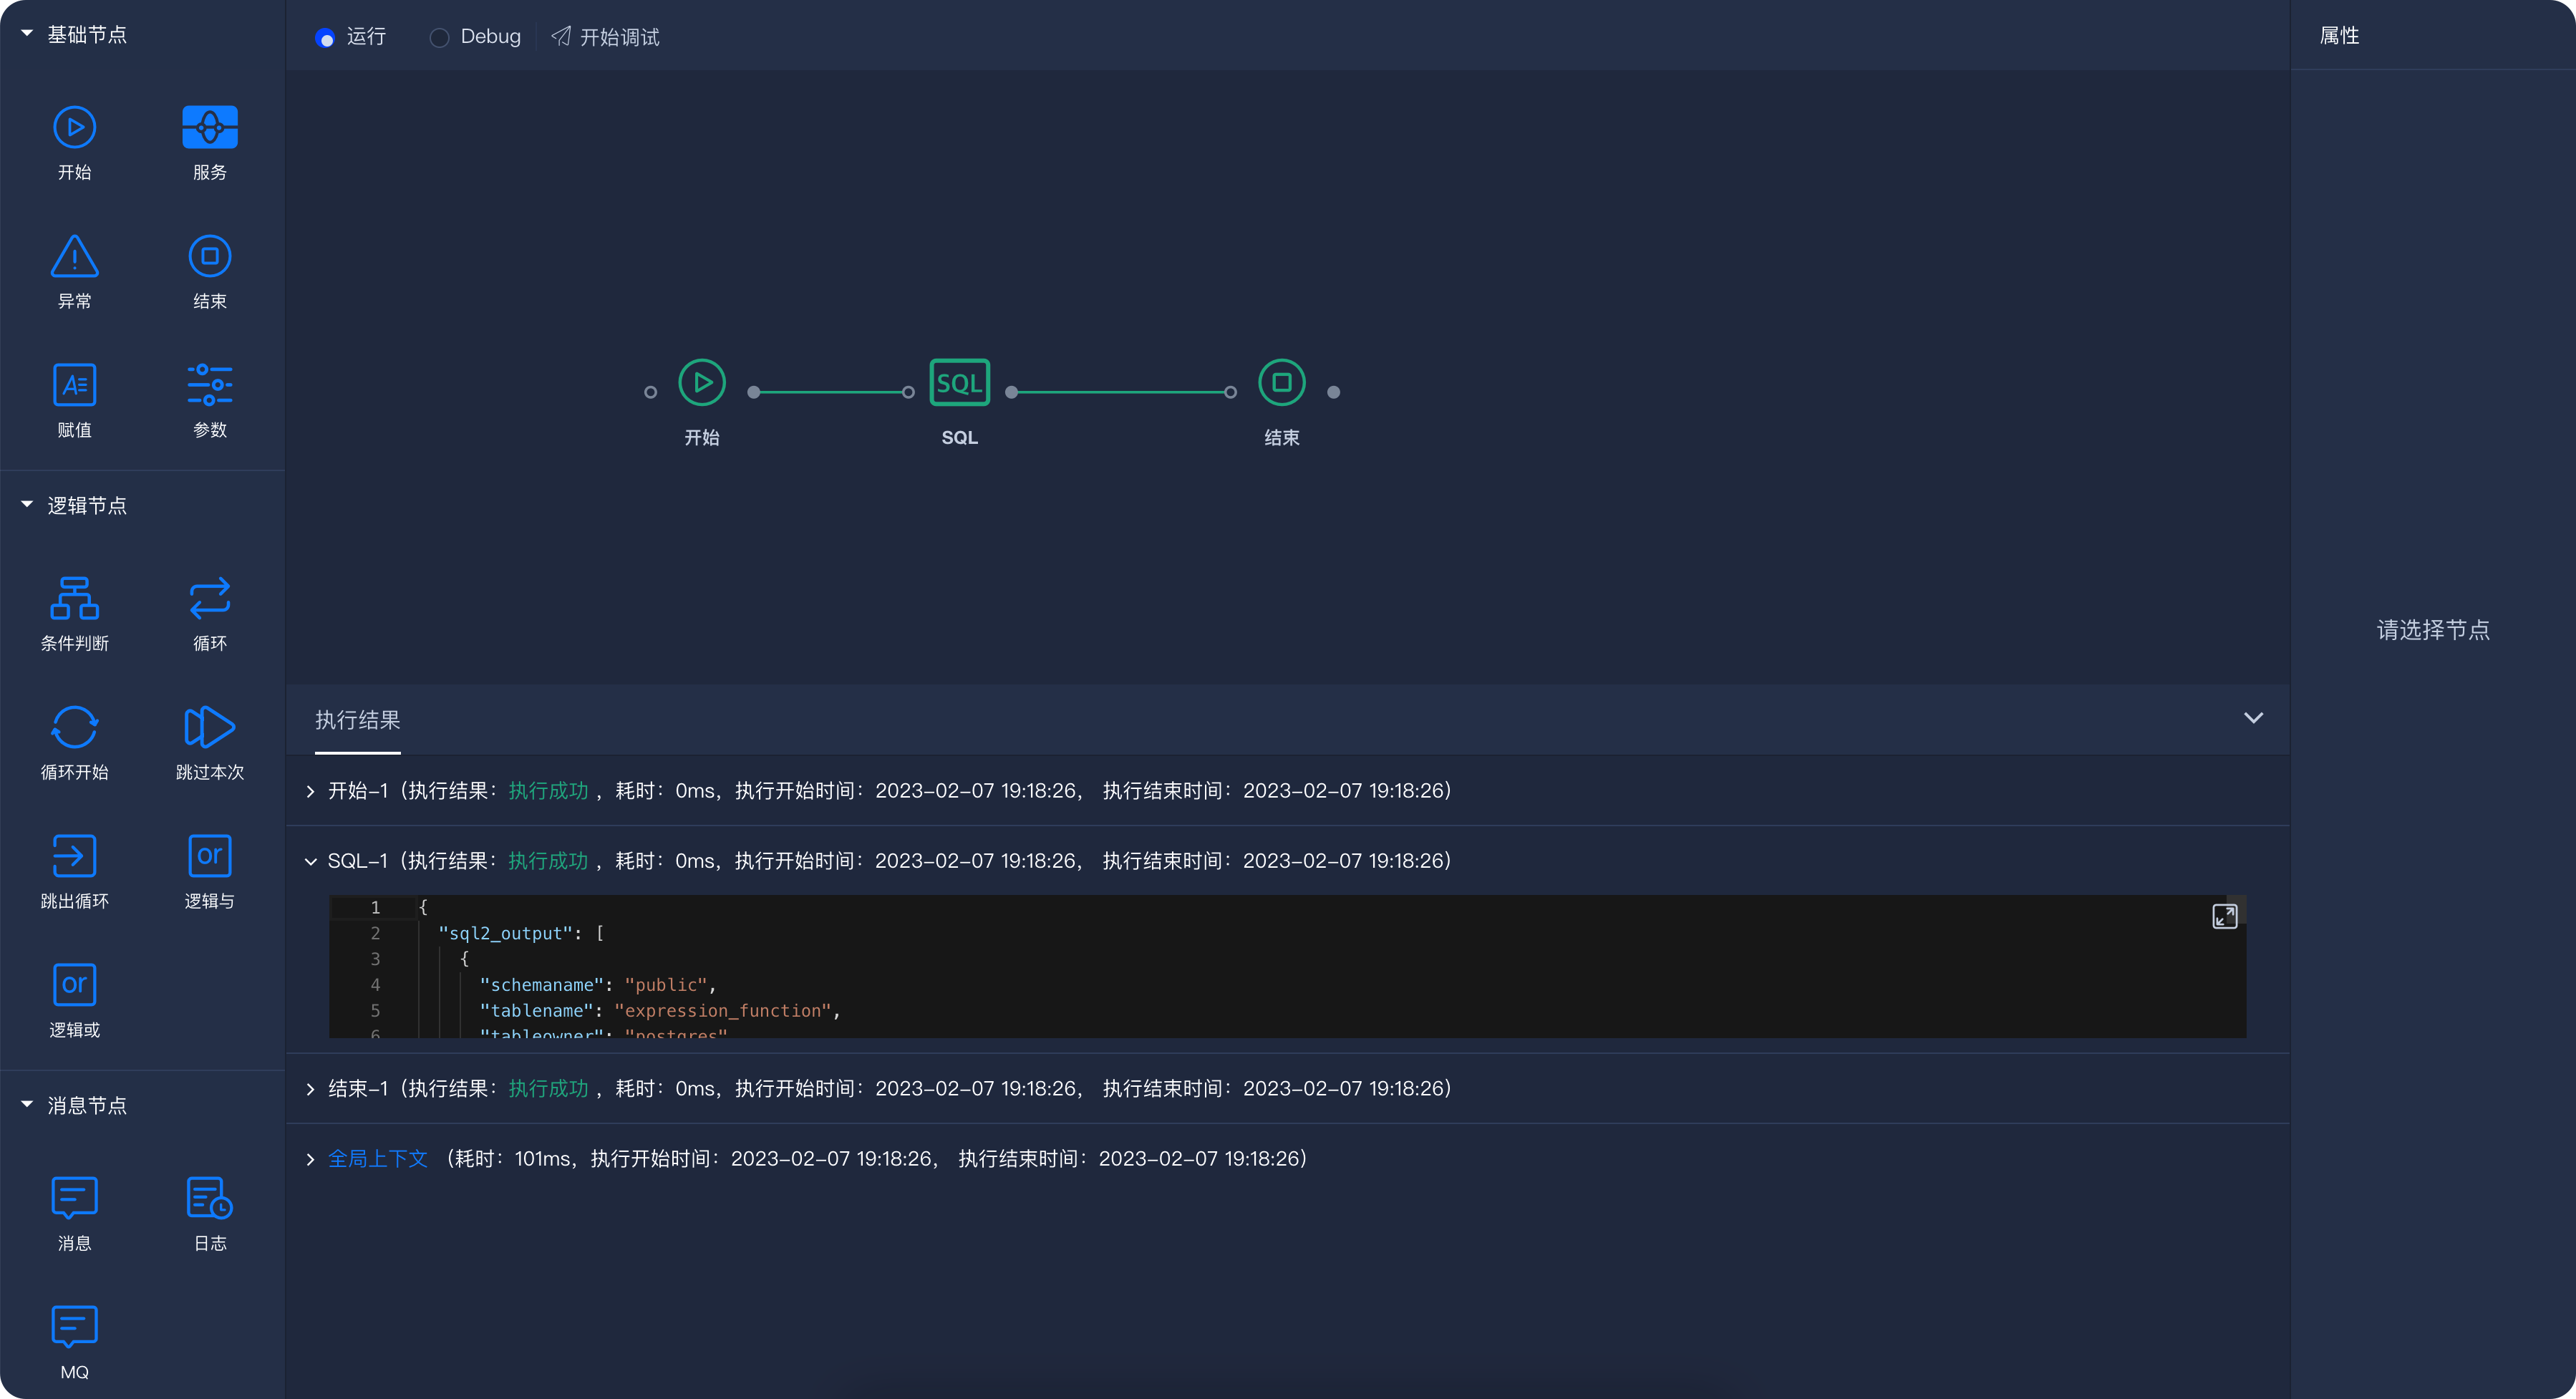 基础节点
开始
服务
异常
结束
赋值
参数
逻辑节点
条件判断
循环
循环开始
跳过本次
跳出循环
or
逻辑与
or
逻辑或
消息节点
消息
日志
MQ
运行
Debug
开始调试
SQL
开始
SQL
结束
执行结果
开始-1（执行结果：执行成功 ，耗时：0ms，执行开始时间：2023-02-07 19:18:26， 执行结束时间：2023-02-07 19:18:26）
SQL-1（执行结果：执行成功 ，耗时：0ms，执行开始时间：2023-02-07 19:18:26， 执行结束时间：2023-02-07 19:18:26）
1 {
2 "sql2_output": [
3 {
4 "schemaname": "public",
5 "tablename": "expression_function",
6 "tableowner": "postgres"
结束-1（执行结果：执行成功 ，耗时：0ms，执行开始时间：2023-02-07 19:18:26， 执行结束时间：2023-02-07 19:18:26）
全局上下文 （耗时：101ms，执行开始时间：2023-02-07 19:18:26， 执行结束时间：2023-02-07 19:18:26）
属性
请选择节点